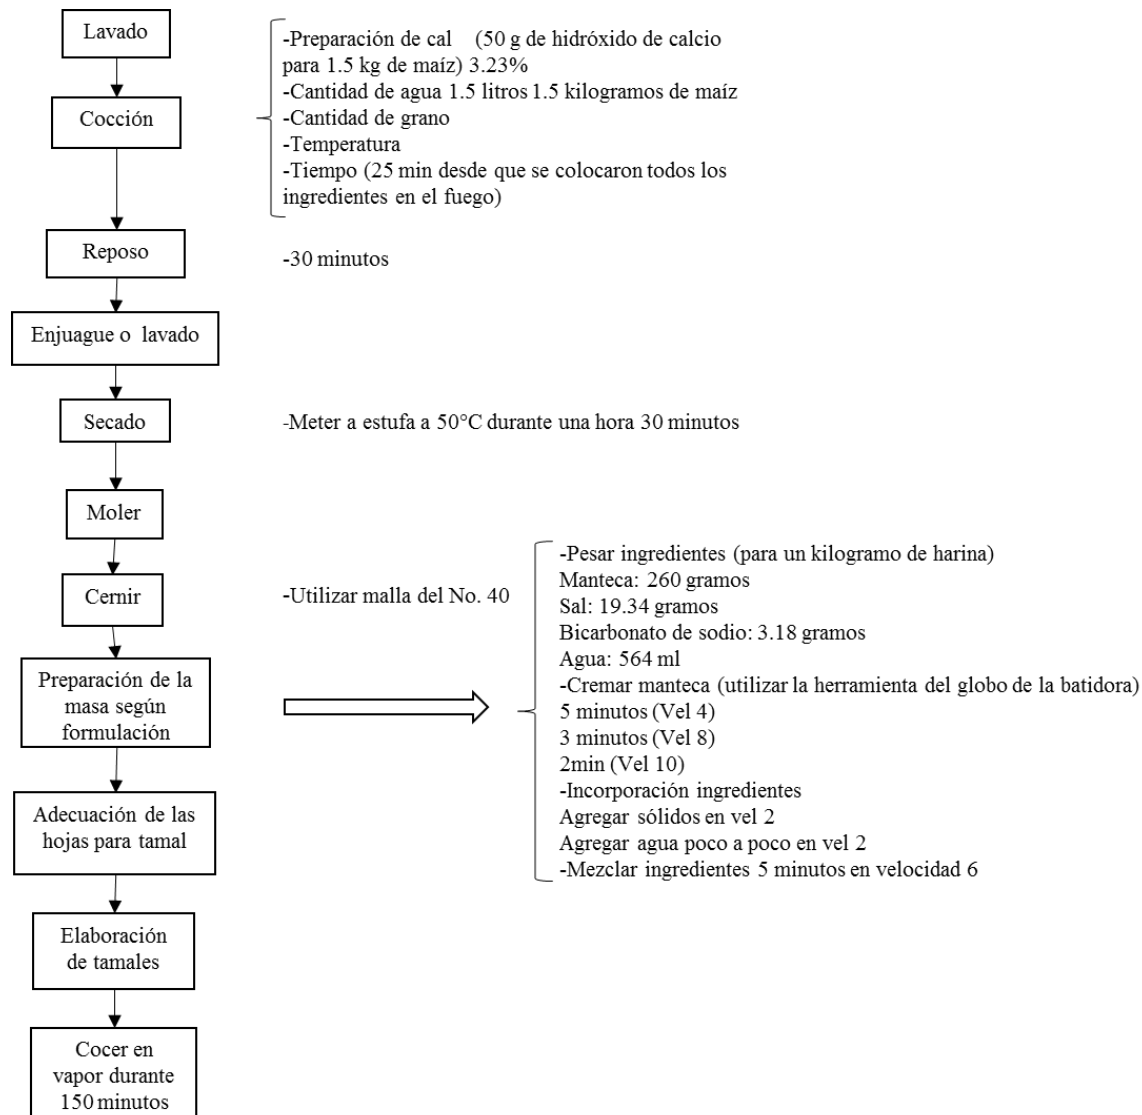 Lavado
-Preparación de cal (50 g de hidróxido de calcio
para 1.5 kg de maíz) 3.23%
-Cantidad de agua 1.5 litros 1.5 kilogramos de maíz
Cocción
-Cantidad de grano
-Temperatura
-Tiempo (25 min desde que se colocaron todos los
ingredientes en el fuego)
Reposo
-30 minutos
Enjuague o lavado
Secado
-Meter a estufa a 50°C durante una hora 30 minutos
Moler
Cernir
-Utilizar malla del No. 40
Preparación de la
masa según
formulación
-Pesar ingredientes (para un kilogramo de harina)
Manteca: 260 gramos
Sal: 19.34 gramos
Bicarbonato de sodio: 3.18 gramos
Agua: 564 ml
-Cremar manteca (utilizar la herramienta del globo de la batidora)
5 minutos (Vel 4)
3 minutos (Vel 8)
2min (Vel 10)
-Incorporación ingredientes
Agregar sólidos en vel 2
Agregar agua poco a poco en vel 2
-Mezclar ingredientes 5 minutos en velocidad 6
Adecuación de las
hojas para tamal
Elaboración
de tamales
Cocer en
vapor durante
150 minutos